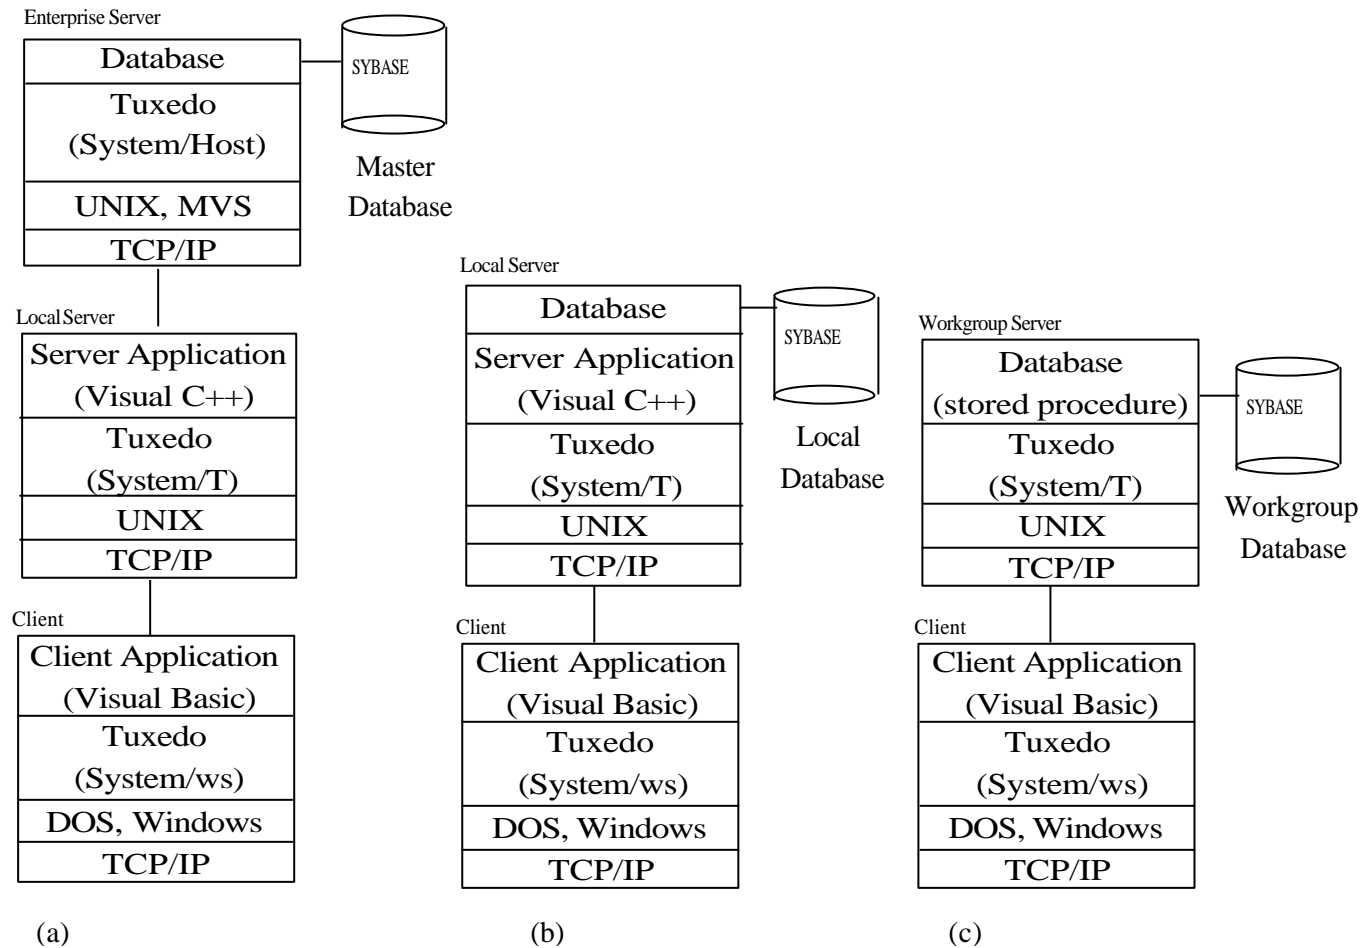 Enterprise Server
Database
SYBASE
Tuxedo
(System/Host)
UNIX, MVS
TCP/IP
Master
Database
Local Server
Server Application
(Visual C++)
Tuxedo
(System/T)
UNIX
TCP/IP
Client
Client Application
(Visual Basic)
Tuxedo
(System/ws)
DOS, Windows
TCP/IP
(a)
Local Server
Database
SYBASE
Server Application
(Visual C++)
Tuxedo
(System/T)
UNIX
TCP/IP
Local
Database
Client
Client Application
(Visual Basic)
Tuxedo
(System/ws)
DOS, Windows
TCP/IP
(b)
Workgroup Server
Database
(stored procedure)
SYBASE
Tuxedo
(System/T)
UNIX
TCP/IP
Workgroup
Database
Client
Client Application
(Visual Basic)
Tuxedo
(System/ws)
DOS, Windows
TCP/IP
(c)